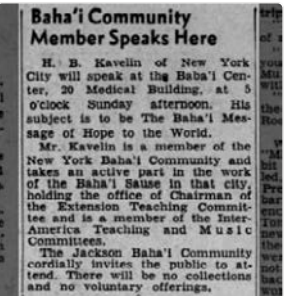 Baha'i Community
Member Speaks Here
H. B. Kavelin of New York
City will speak at the Baba'i Cen-
ter, 20 Medical Building, at 5
o'clock Sunday afternoon. His
subject is to be The Baha'i Mes-
sage of Hope to the World.
Mr. Kavelin is a member of the
New York Baha'i Community and
takes an active part in the work
of the Baha'i Sause in that city,
holding the office of Chairman of
the Extension Teaching Commit-
tee and is a member of the Inter-
America Teaching and Music
Committees.
The Jackson Baha'i Community
cordially invites the public to at-
tend. There will be no collections
and no voluntary offerings.